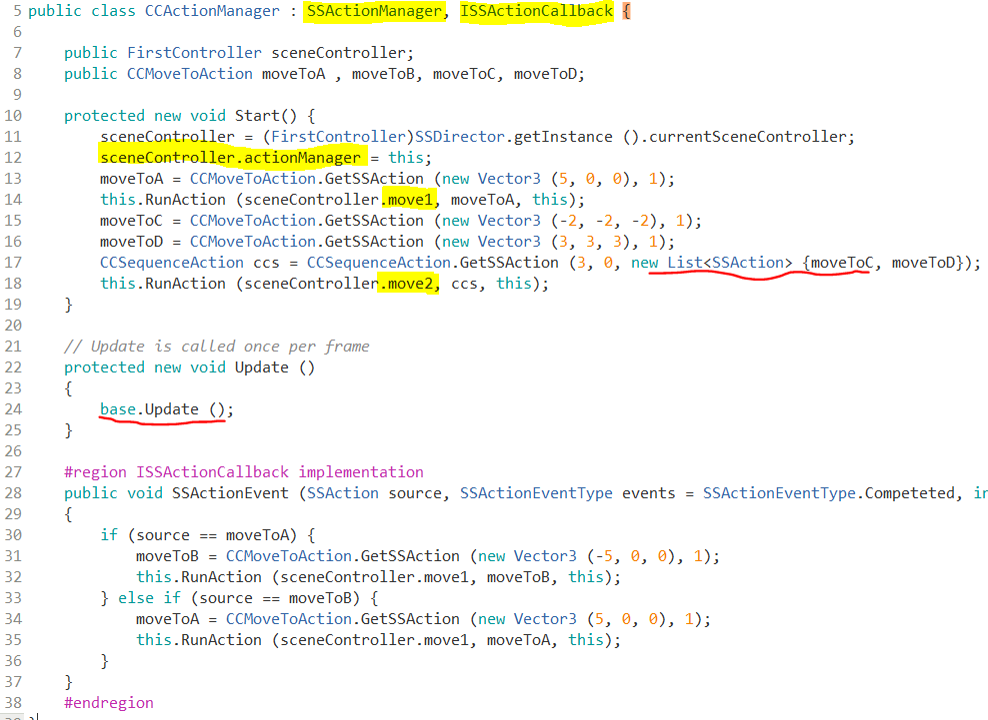 5 public class CCActionManager : SSActionManager, ISSActionCallback {
6
7 public FirstController sceneController;
8 public CCMoveToAction moveToA , moveToB, moveToC, moveToD;
9
10 protected new void Start() {
11 sceneController = (FirstController)SSDirector.getInstance ().currentSceneController;
12 sceneController.actionManager = this;
13 moveToA = CCMoveToAction.GetSSAction (new Vector3 (5, 0, 0), 1);
14 this.RunAction (sceneController.move1, moveToA, this);
15 moveToC = CCMoveToAction.GetSSAction (new Vector3 (-2, -2, -2), 1);
16 moveToD = CCMoveToAction.GetSSAction (new Vector3 (3, 3, 3), 1);
17 CCSequenceAction ccs = CCSequenceAction.GetSSAction (3, 0, new List<SSAction> {moveToC, moveToD});
18 this.RunAction (sceneController.move2, ccs, this);
19 }
20
21 // Update is called once per frame
22 protected new void Update ()
23 {
24 base.Update ();
25 }
26
27 #region ISSActionCallback implementation
28 public void SSActionEvent (SSAction source, SSActionEventType events = SSActionEventType.Competeted, in
29 {
30 if (source == moveToA) {
31 moveToB = CCMoveToAction.GetSSAction (new Vector3 (-5, 0, 0), 1);
32 this.RunAction (sceneController.move1, moveToB, this);
33 } else if (source == moveToB) {
34 moveToA = CCMoveToAction.GetSSAction (new Vector3 (5, 0, 0), 1);
35 this.RunAction (sceneController.move1, moveToA, this);
36 }
37 }
38 #endregion